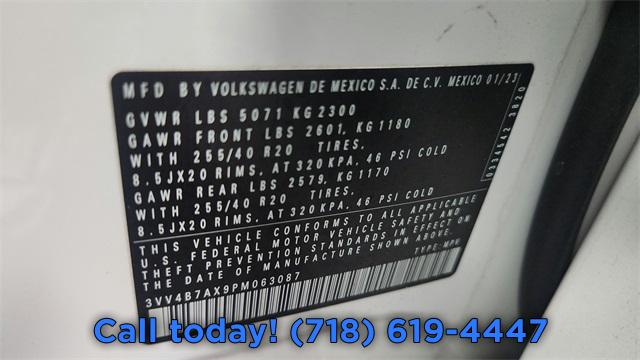 MFD BY VOLKSWAGEN DE MEXICO S.A. DE C.V. MEXICO 01/23
GVWR LBS 5071 KG 2300
GAWR FRONT LBS 2601, KG 1180
WITH 255/40 R20 TIRES.
8.5JX20 RIMS, AT 320 KPA, 46 PSI COLD
GAWR REAR LBS 2579, KG 1170
WITH 255/40 R20 TIRES.
8.5JX20 RIMS, AT 320 KPA, 46 PSI COLD
THIS VEHICLE CONFORMS TO ALL APPLICABLE
U.S. FEDERAL MOTOR VEHICLE SAFETY AND
THEFT PREVENTION STANDARDS IN EFFECT ON
THE DATE OF MANUFACTURE SHOWN ABOVE.
TYPE: MPV
3VV4B7AX9PM063087
0334542 3B20
Call today! (718) 619-4447